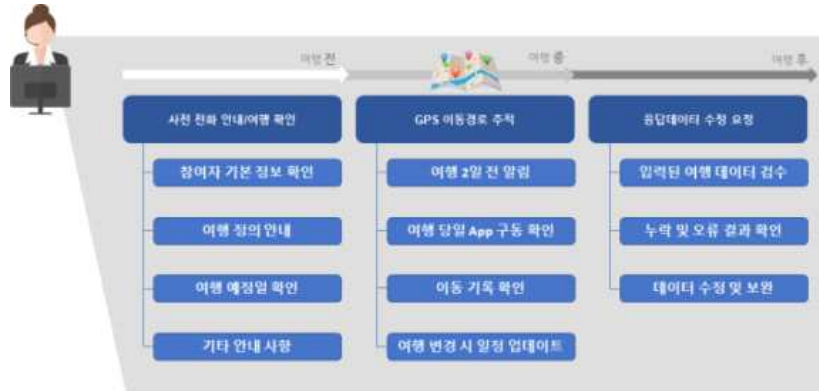 여행 전
여행 중
여행 후
사전 전화 안내/여행 확인
참여자 기본 정보 확인
여행 정의 안내
여행 예정일 확인
기타 안내 사항
GPS 이동경로 추적
여행 2일 전 알림
여행 당일 App 구동 확인
이동 기록 확인
여행 변경 시 일정 업데이트
응답데이터 수정 요청
입력된 여행 데이터 검수
누락 및 오류 결과 확인
데이터 수정 및 보완